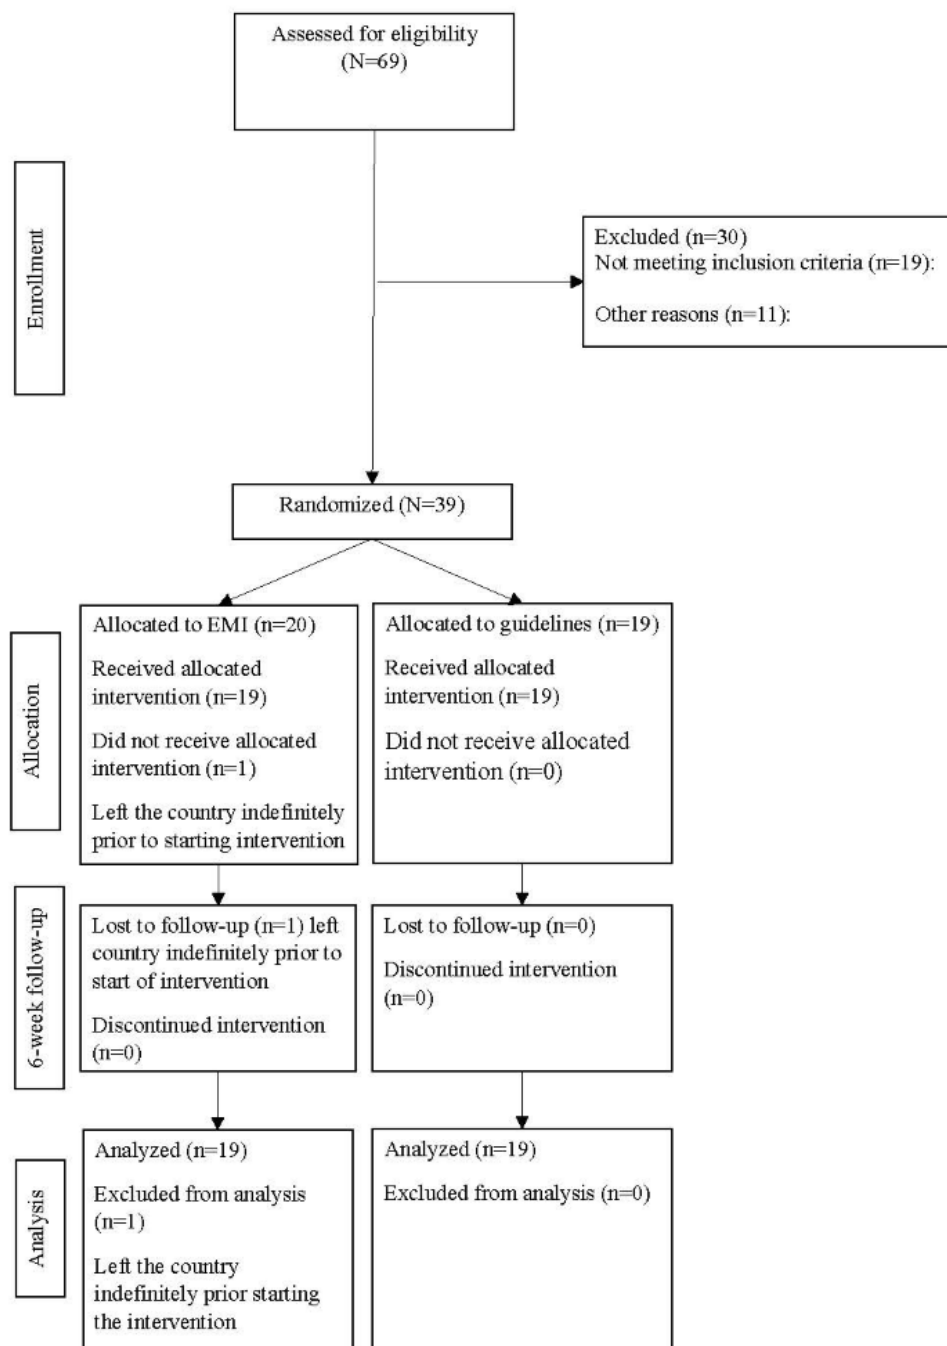 Assessed for eligibility
(N=69)
Enrollment
Excluded (n=30)
Not meeting inclusion criteria (n=19):
Other reasons (n=11):
Randomized (N=39)
Allocation
Allocated to EMI (n=20)
Received allocated
intervention (n=19)
Did not receive allocated
intervention (n=1)
Left the country indefinitely
prior to starting intervention
Allocated to guidelines (n=19)
Received allocated
intervention (n=19)
Did not receive allocated
intervention (n=0)
6-week follow-up
Lost to follow-up (n=1) left
country indefinitely prior to
start of intervention
Discontinued intervention
(n=0)
Lost to follow-up (n=0)
Discontinued intervention
(n=0)
Analysis
Analyzed (n=19)
Excluded from analysis
(n=1)
Left the country
indefinitely prior starting
the intervention
Analyzed (n=19)
Excluded from analysis (n=0)